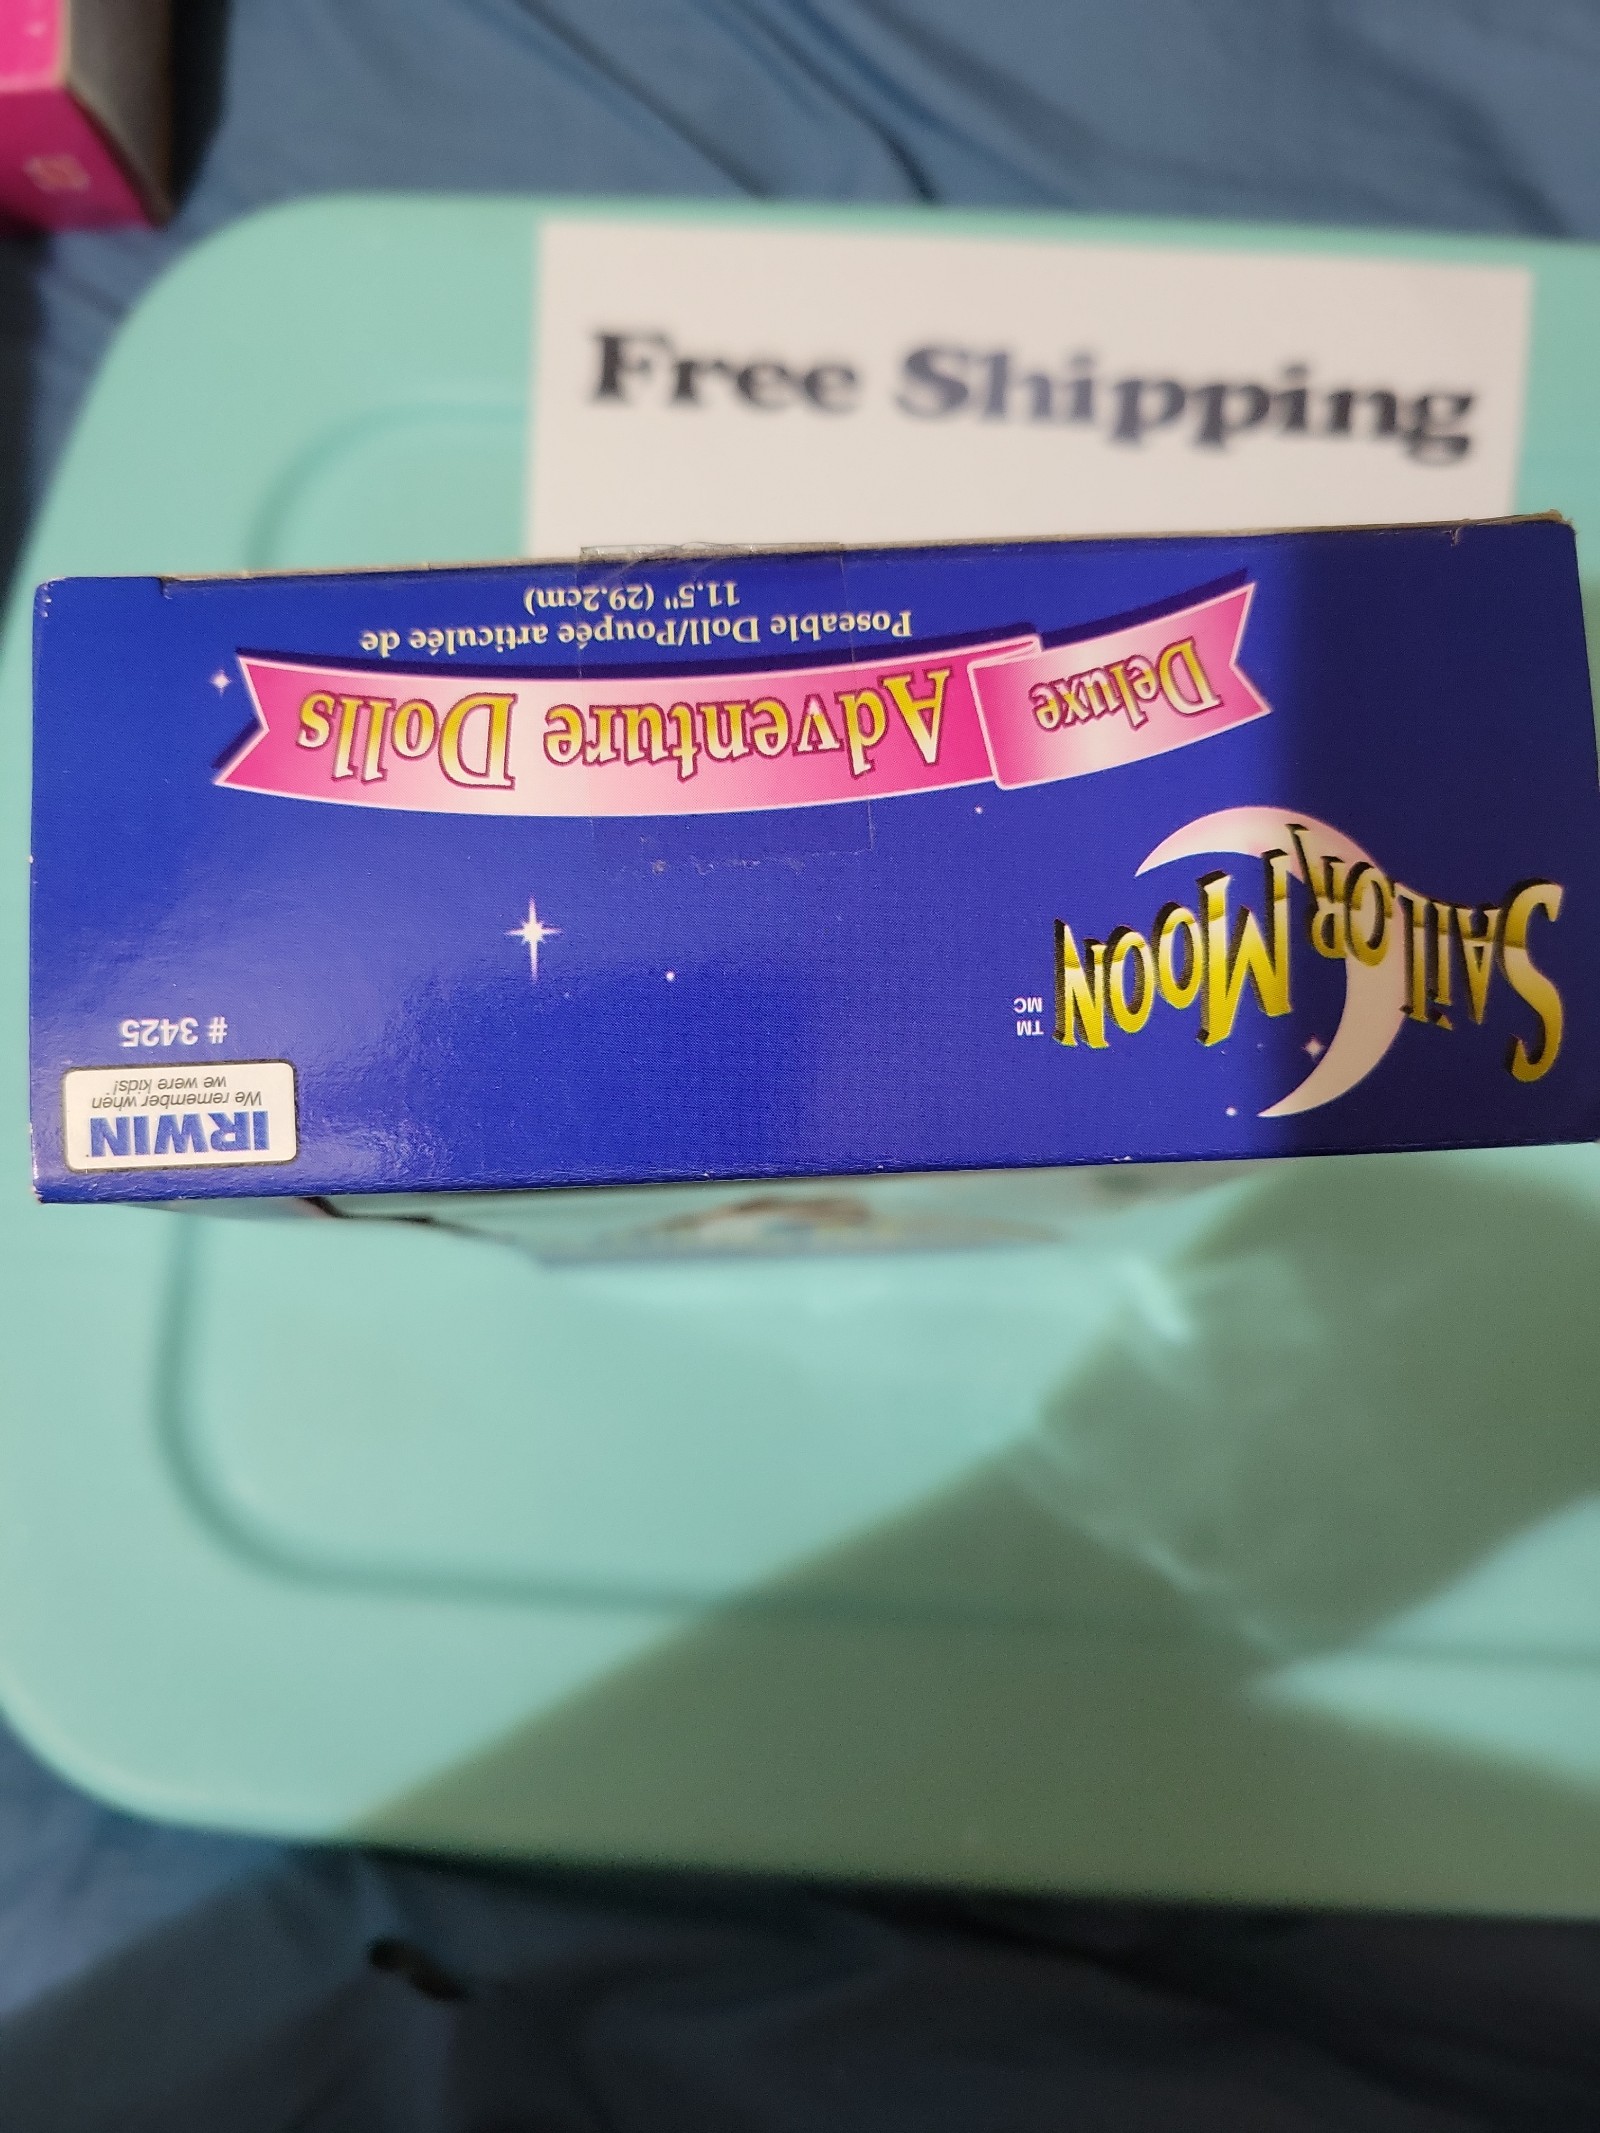 Free Shipping
SAILOR MOON
TM
MC
Deluxe Adventure Dolls
Poseable Doll/Poupée articulée de
11.5" (29.2cm)
IRWIN
We remember when
we were kids!
# 3425